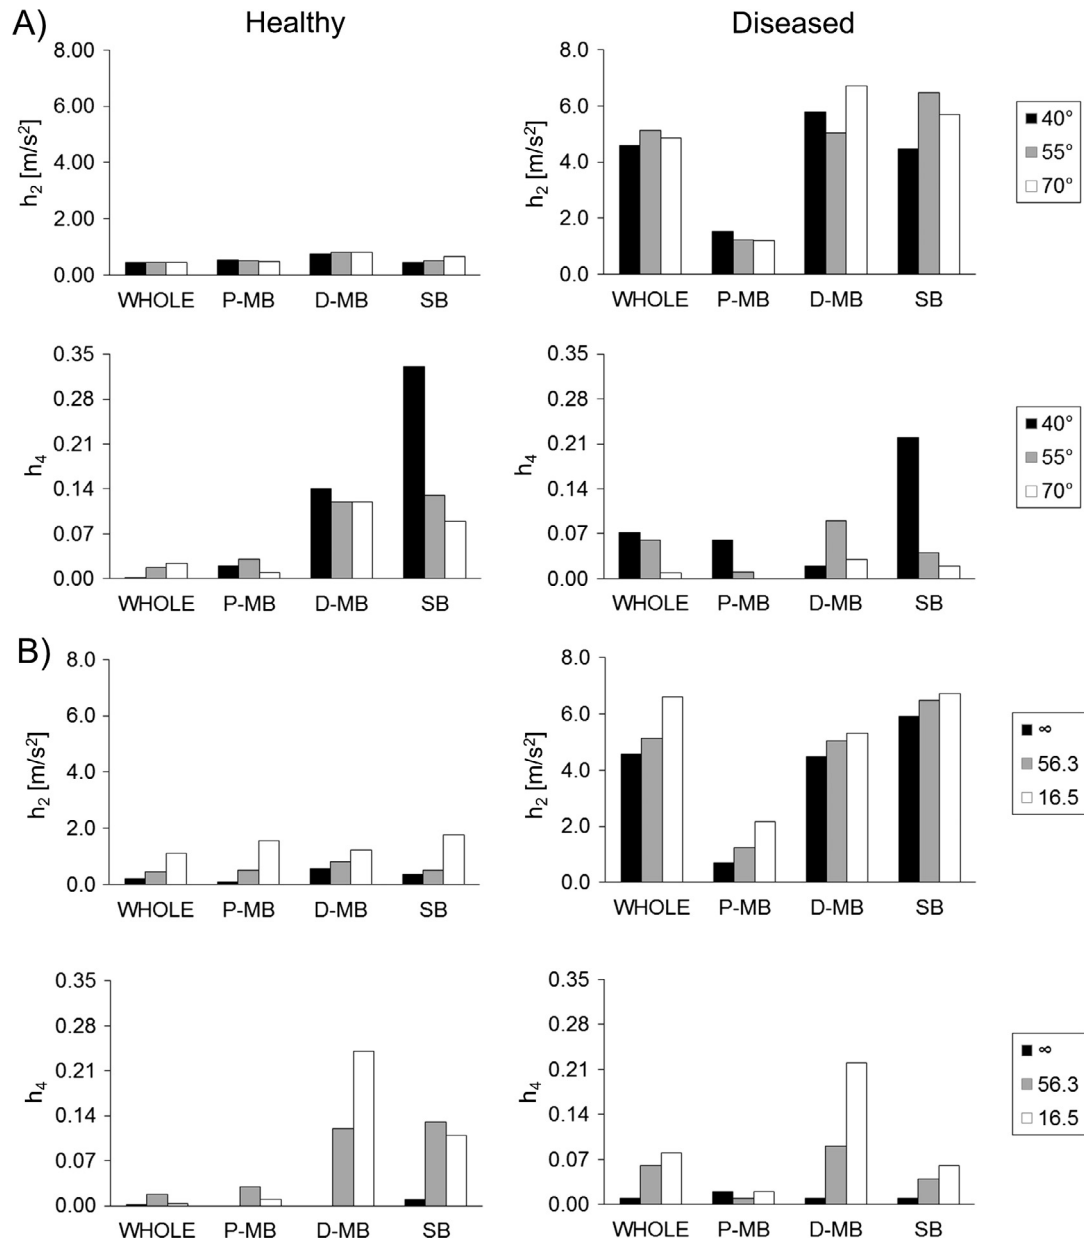 A)
Healthy
Diseased
8.00
6.00
4.00
2.00
0.00
h₂ [m/s²]
WHOLE P-MB D-MB SB
8.0
6.0
4.0
2.0
0.0
h₂ [m/s²]
WHOLE P-MB D-MB SB
40°
55°
70°
0.35
0.28
0.21
0.14
0.07
0.00
h₄
WHOLE P-MB D-MB SB
0.35
0.28
0.21
0.14
0.07
0.00
h₄
WHOLE P-MB D-MB SB
40°
55°
70°
B)
8.0
6.0
4.0
2.0
0.0
h₂ [m/s²]
WHOLE P-MB D-MB SB
8.0
6.0
4.0
2.0
0.0
h₂ [m/s²]
WHOLE P-MB D-MB SB
∞
56.3
16.5
0.35
0.28
0.21
0.14
0.07
0.00
h₄
WHOLE P-MB D-MB SB
0.35
0.28
0.21
0.14
0.07
0.00
h₄
WHOLE P-MB D-MB SB
∞
56.3
16.5